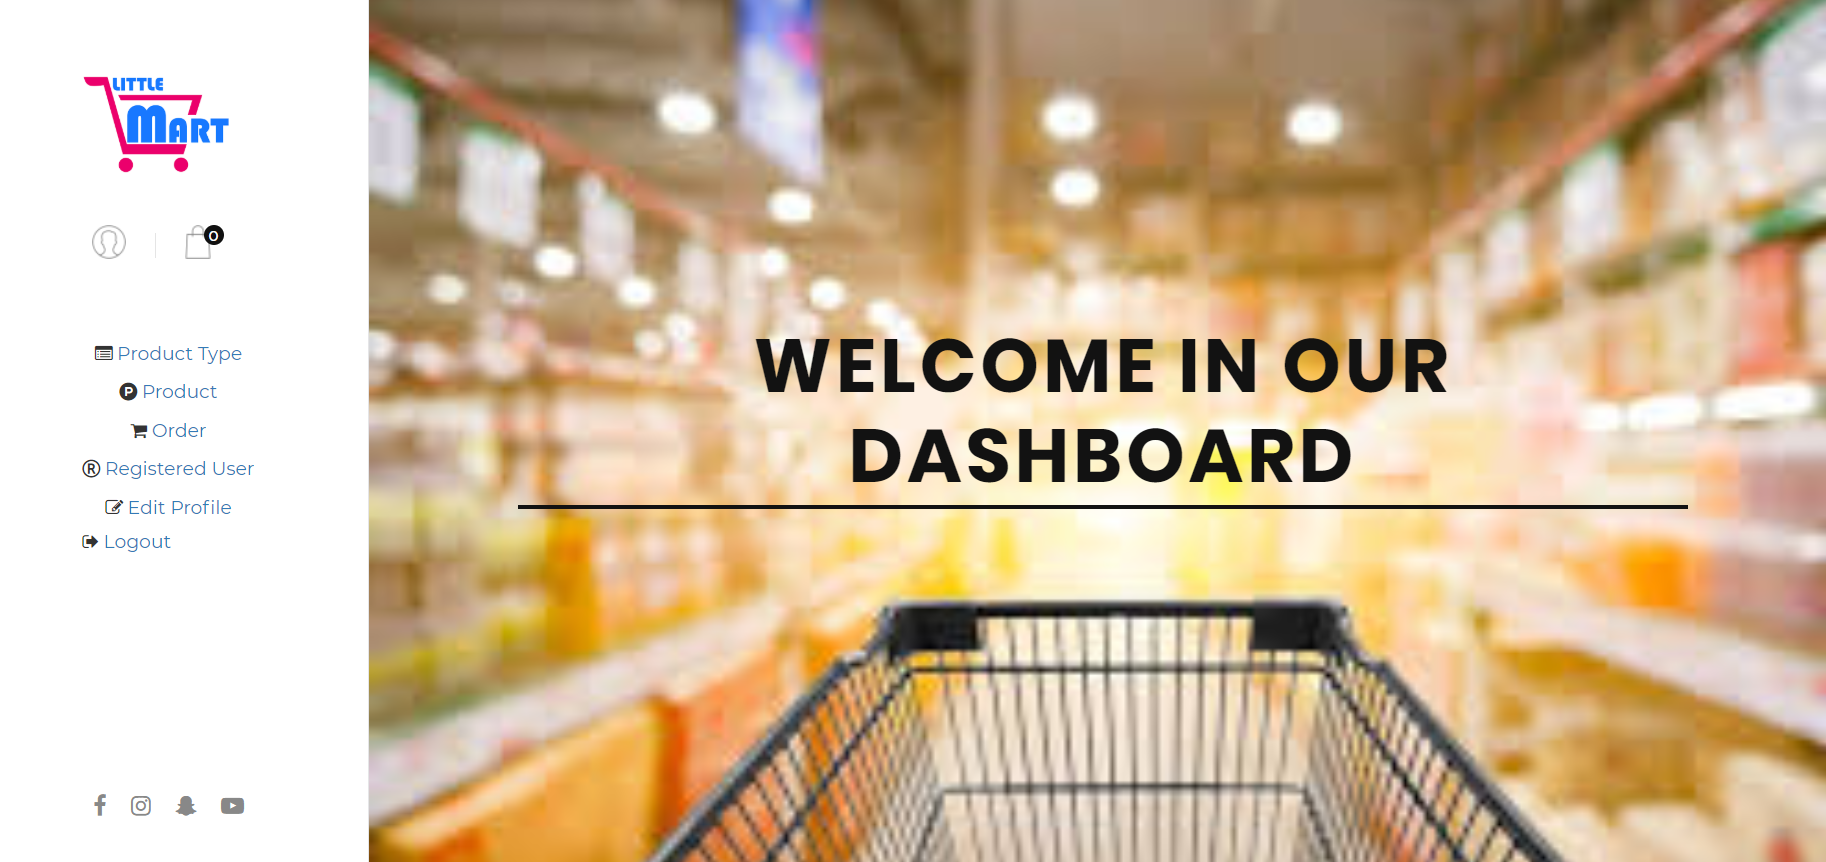 LITTLE
MART
0
Product Type
P Product
Order
R Registered User
Edit Profile
Logout
WELCOME IN OUR
DASHBOARD